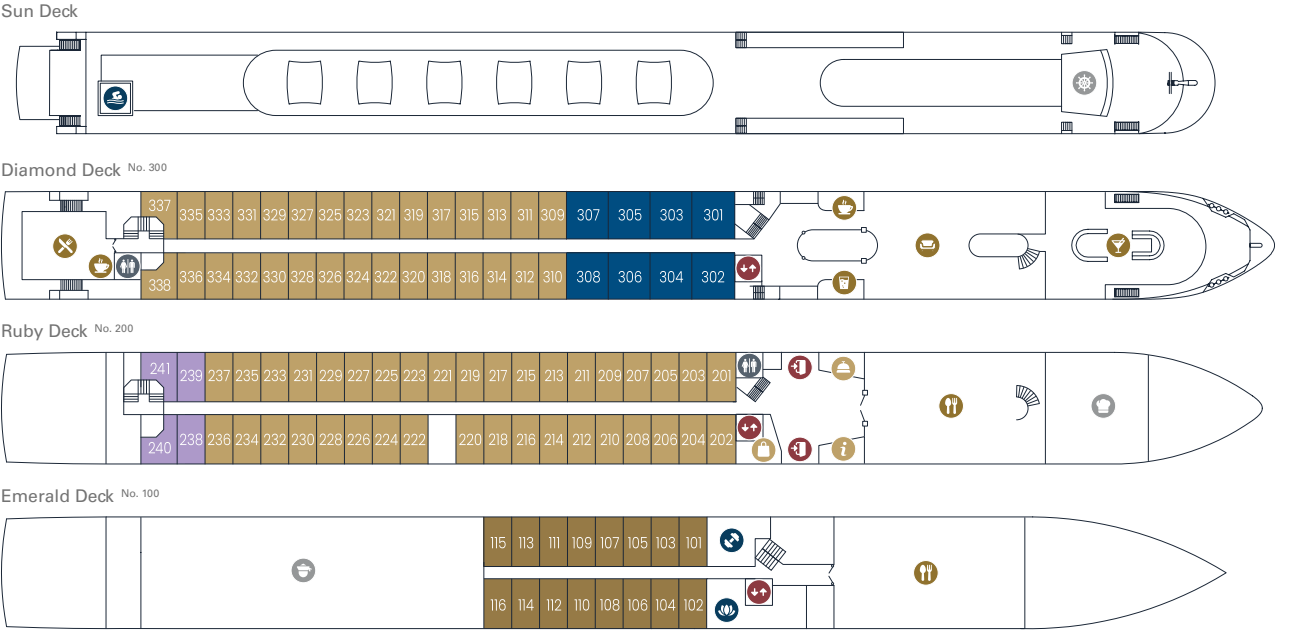 Sun Deck
Diamond Deck No. 300
337 335 333 331 329 327 325 323 321 319 317 315 313 311 309 307 305 303 301
338 336 334 332 330 328 326 324 322 320 318 316 314 312 310 308 306 304 302
Ruby Deck No. 200
241 239 237 235 233 231 229 227 225 223 221 219 217 215 213 211 209 207 205 203 201
240 238 236 234 232 230 228 226 224 222 220 218 216 214 212 210 208 206 204 202
i
Emerald Deck No. 100
115 113 111 109 107 105 103 101
116 114 112 110 108 106 104 102